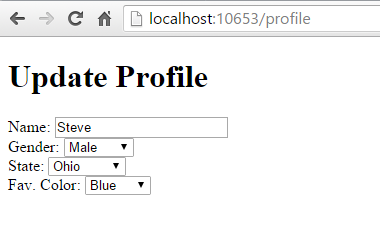 localhost:10653/profile
Update Profile
Name: Steve
Gender: Male
State: Ohio
Fav. Color: Blue